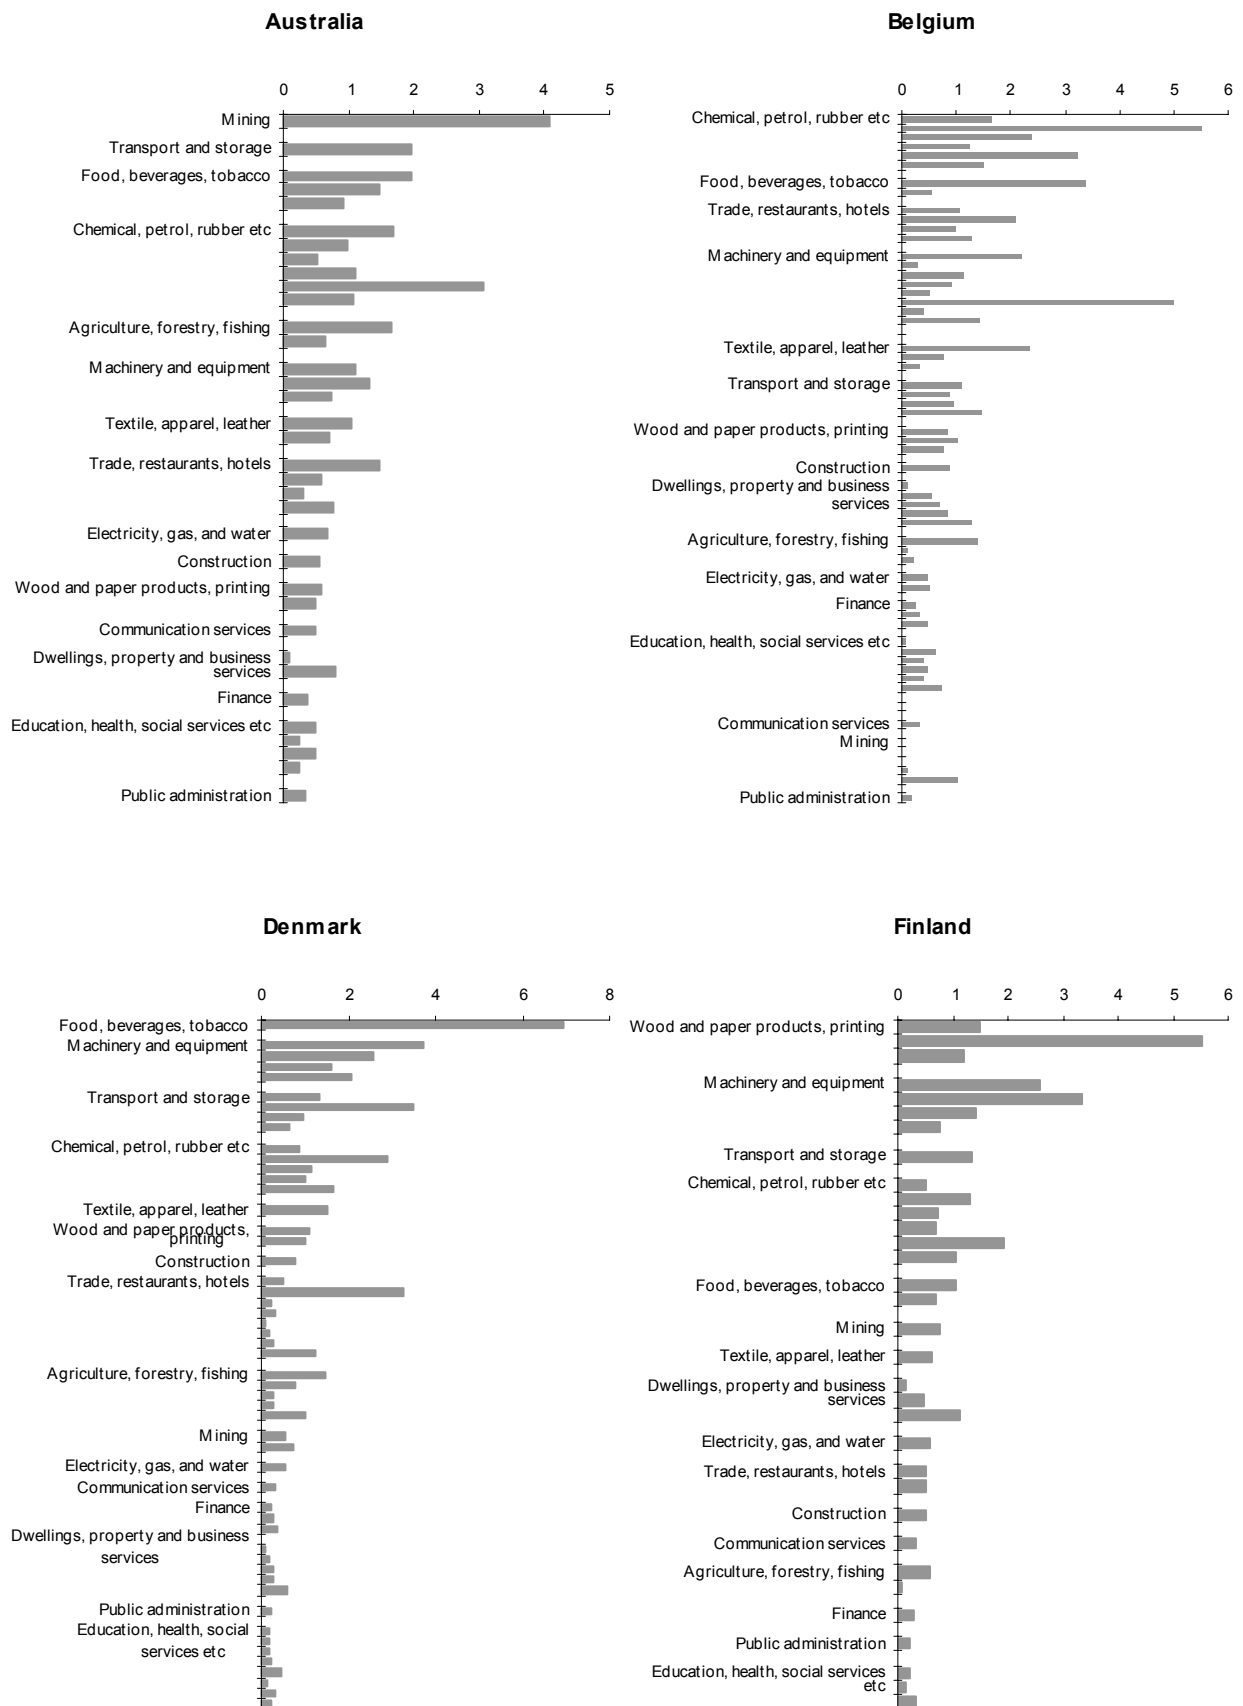 Australia
0 1 2 3 4 5
Mining
Transport and storage
Food, beverages, tobacco
Chemical, petrol, rubber etc
Agriculture, forestry, fishing
Machinery and equipment
Textile, apparel, leather
Trade, restaurants, hotels
Electricity, gas, and water
Construction
Wood and paper products, printing
Communication services
Dwellings, property and business
services
Finance
Education, health, social services etc
Public administration
Belgium
0 1 2 3 4 5 6
Chemical, petrol, rubber etc
Food, beverages, tobacco
Trade, restaurants, hotels
Machinery and equipment
Textile, apparel, leather
Transport and storage
Wood and paper products, printing
Construction
Dwellings, property and business
services
Agriculture, forestry, fishing
Electricity, gas, and water
Finance
Education, health, social services etc
Communication services
Mining
Public administration
Denmark
0 2 4 6 8
Food, beverages, tobacco
Machinery and equipment
Transport and storage
Chemical, petrol, rubber etc
Textile, apparel, leather
Wood and paper products,
printing
Construction
Trade, restaurants, hotels
Agriculture, forestry, fishing
Mining
Electricity, gas, and water
Communication services
Finance
Dwellings, property and business
services
Public administration
Education, health, social
services etc
Finland
0 1 2 3 4 5 6
Wood and paper products, printing
Machinery and equipment
Transport and storage
Chemical, petrol, rubber etc
Food, beverages, tobacco
Mining
Textile, apparel, leather
Dwellings, property and business
services
Electricity, gas, and water
Trade, restaurants, hotels
Construction
Communication services
Agriculture, forestry, fishing
Finance
Public administration
Education, health, social services
etc